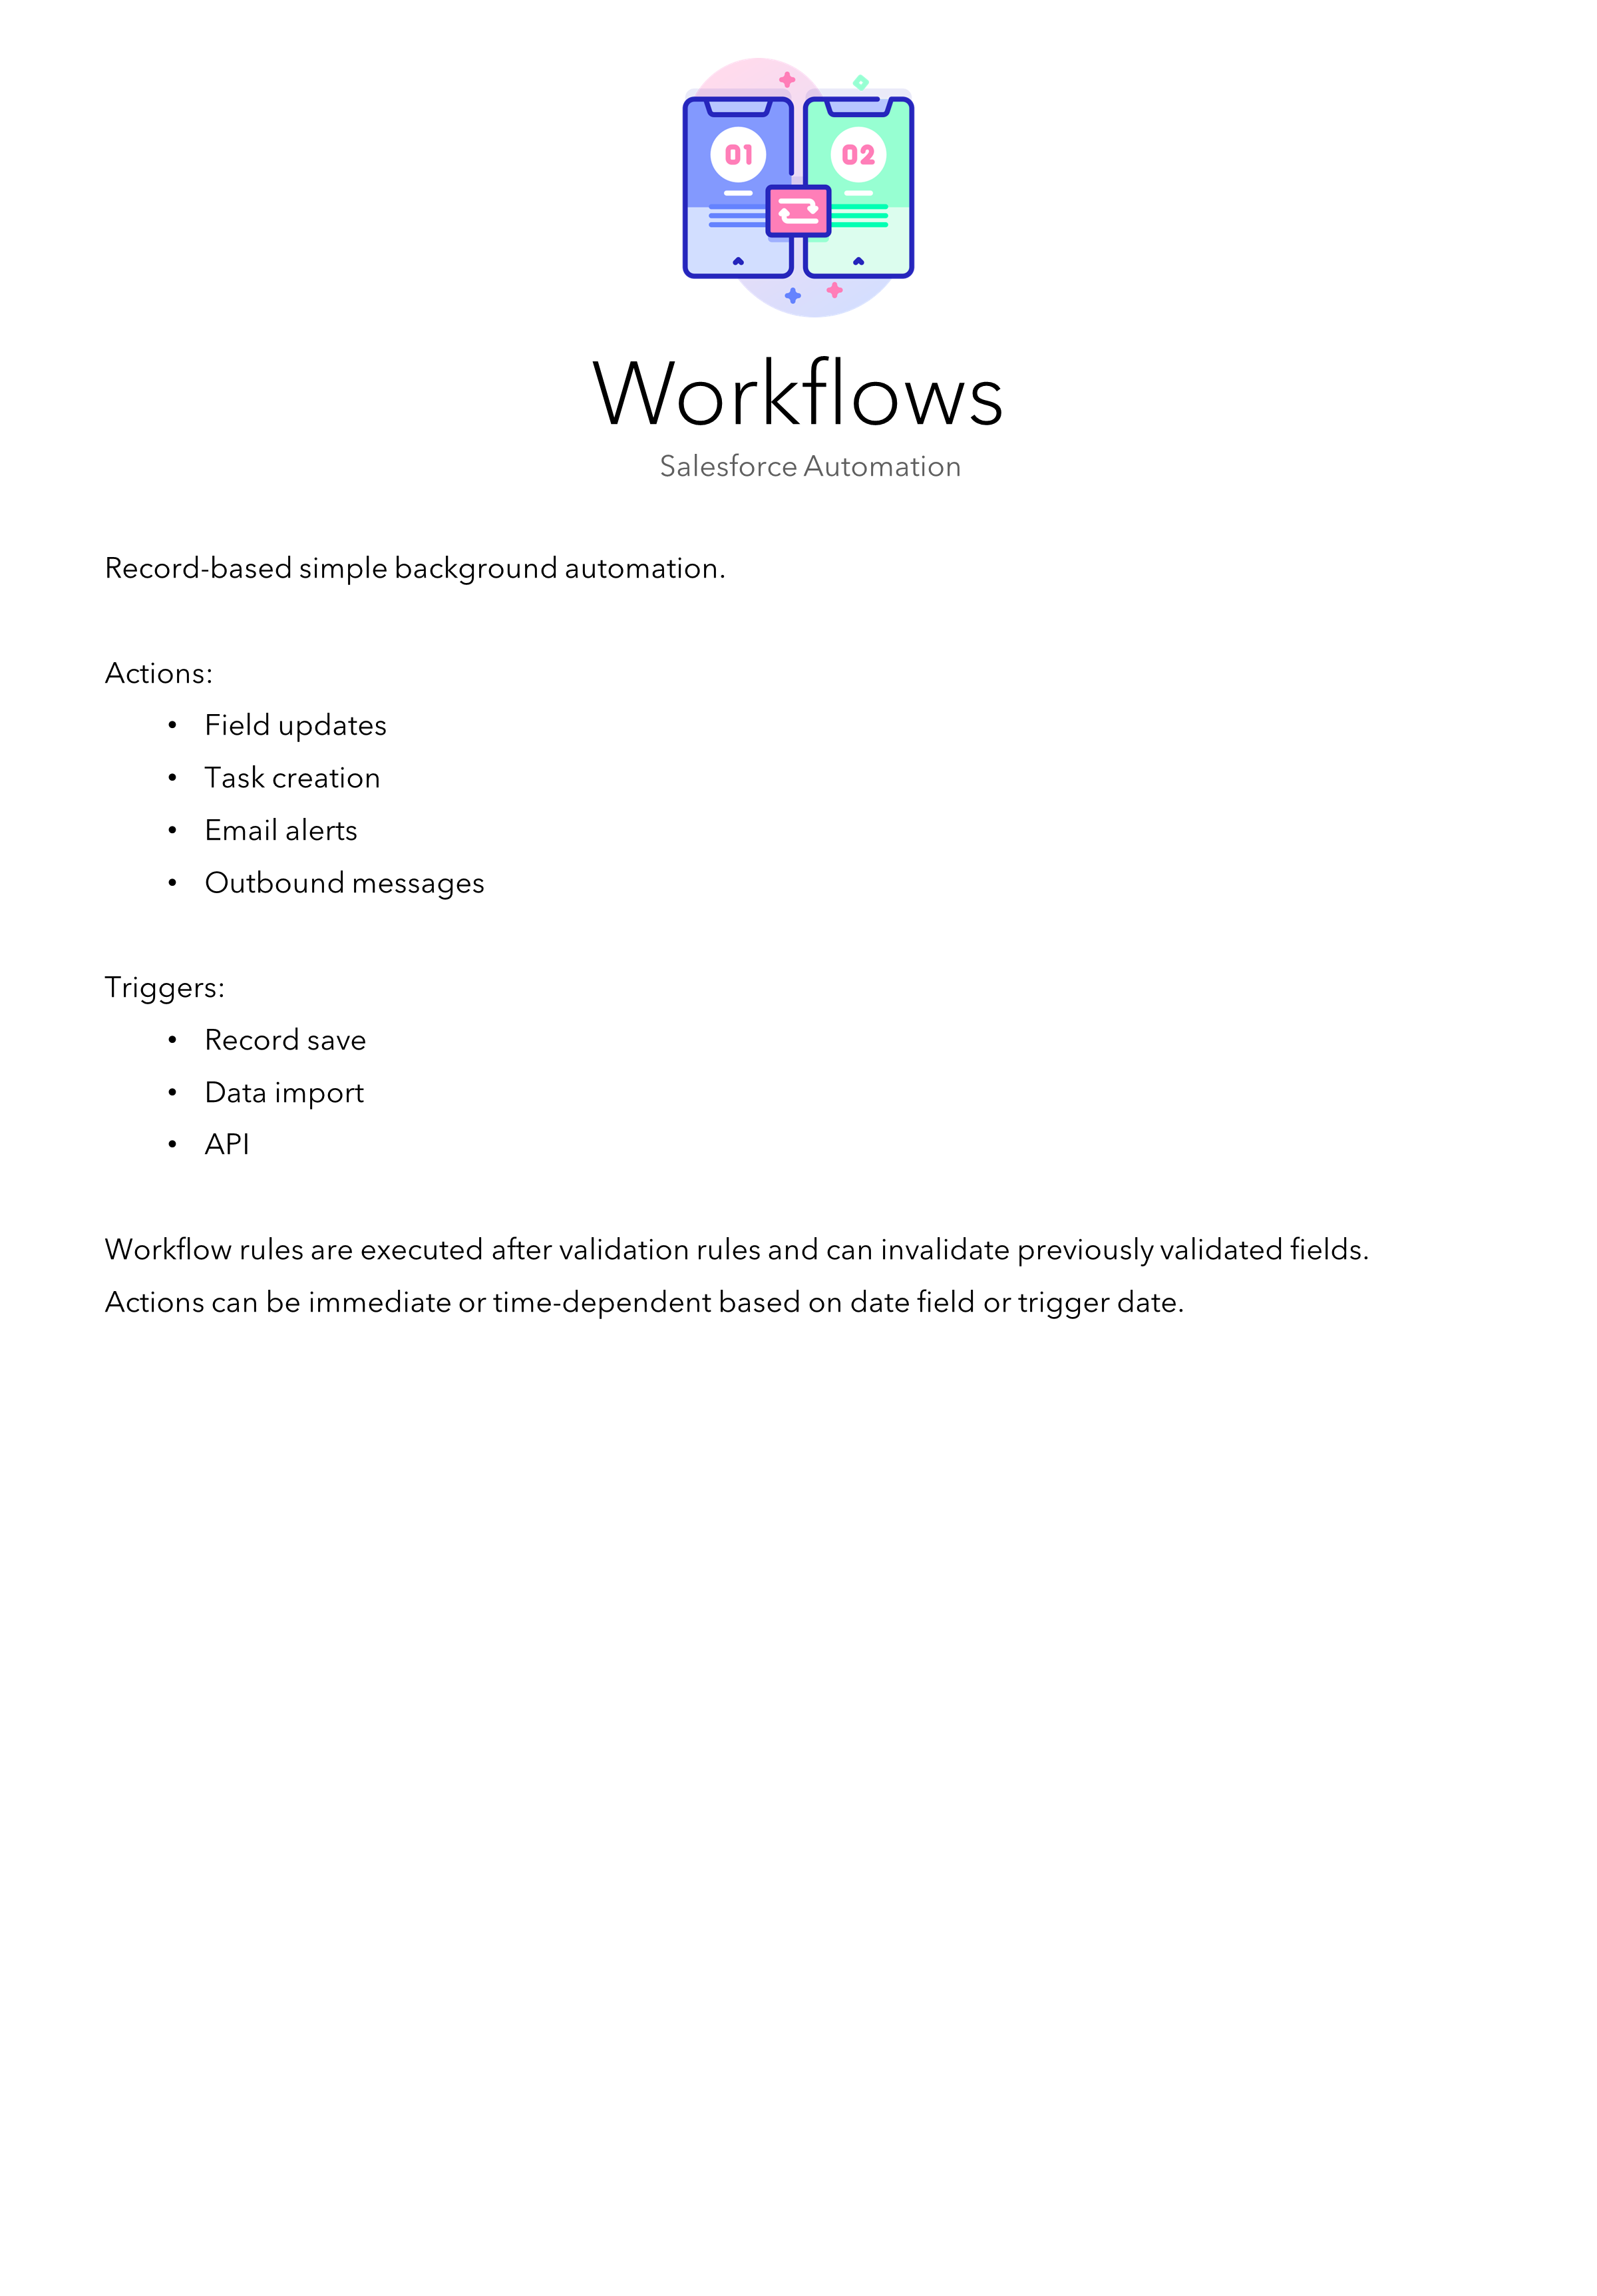 01
02
Workflows
Salesforce Automation
Record-based simple background automation.
Actions:
• Field updates
• Task creation
• Email alerts
• Outbound messages
Triggers:
• Record save
• Data import
• API
Workflow rules are executed after validation rules and can invalidate previously validated fields.
Actions can be immediate or time-dependent based on date field or trigger date.